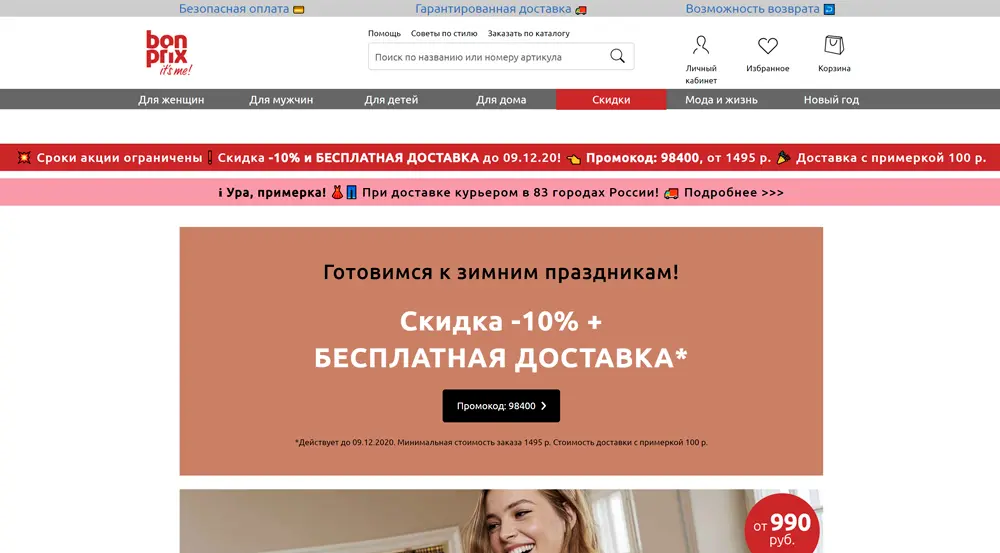 Безопасная оплата 💳
Гарантированная доставка 🚚
Возможность возврата
bon prix
it's me!
Помощь Советы по стилю Заказать по каталогу
Поиск по названию или номеру артикула
Личный кабинет
Избранное
Корзина
Для женщин Для мужчин Для детей Для дома Скидки Мода и жизнь Новый год
💥 Сроки акции ограничены❗Скидка -10% и БЕСПЛАТНАЯ ДОСТАВКА до 09.12.20! 👈 Промокод: 98400, от 1495 р. 🎉 Доставка с примеркой 100 р.
¡ Ура, примерка! 👗👖 При доставке курьером в 83 городах России! 🚚 Подробнее >>>
Готовимся к зимним праздникам!
Скидка -10% +
БЕСПЛАТНАЯ ДОСТАВКА*
Промокод: 98400
*Действует до 09.12.2020. Минимальная стоимость заказа 1495 р. Стоимость доставки с примеркой 100 р.
от 990
руб.